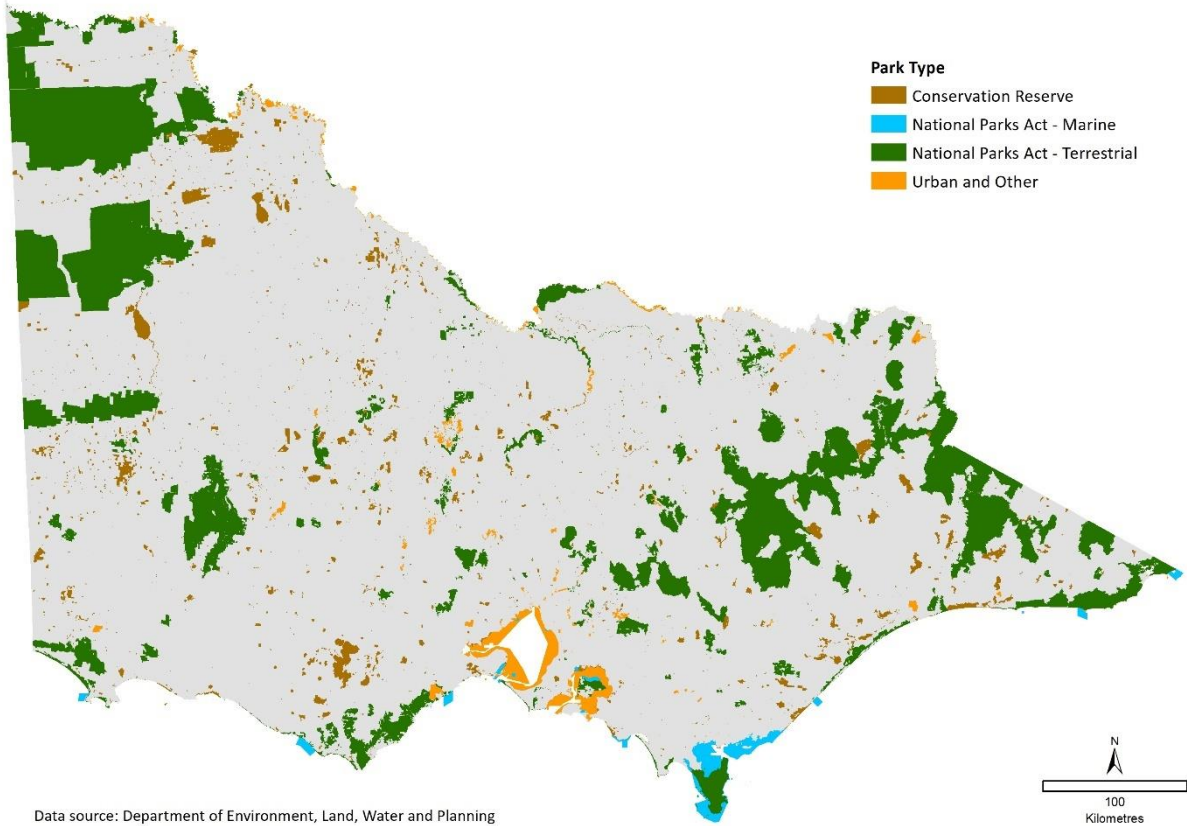 Park Type
Conservation Reserve
National Parks Act - Marine
National Parks Act - Terrestrial
Urban and Other
N
100
Kilometres
Data source: Department of Environment, Land, Water and Planning